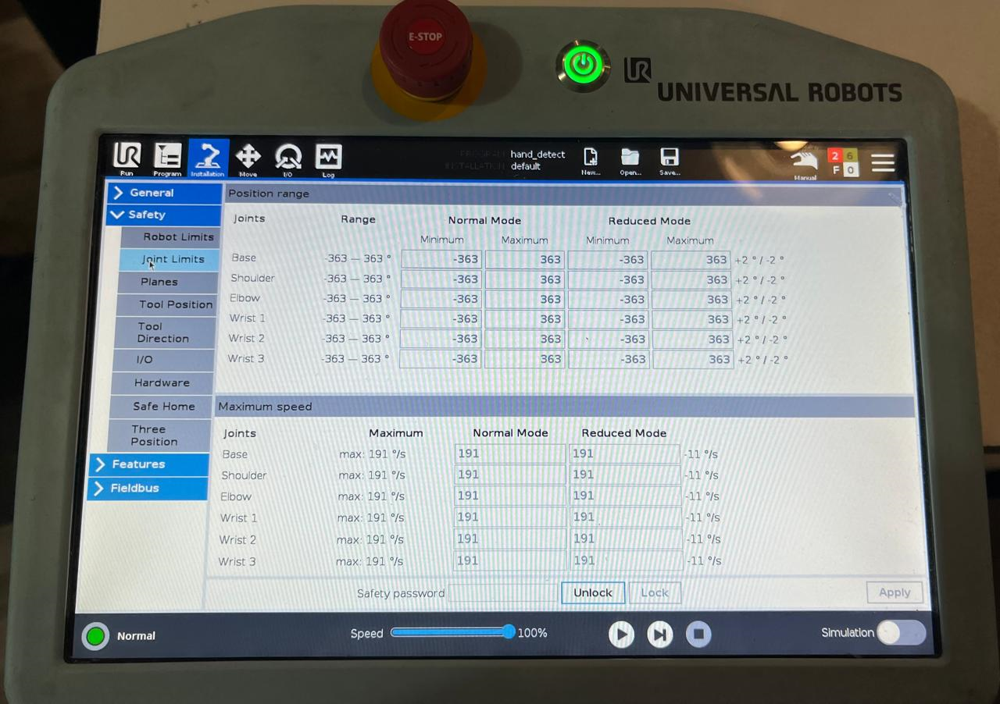 E-STOP
UR
UNIVERSAL ROBOTS
Run Program Installation Move I/O Log
PROGRAM hand_detect
INSTALLATION default
New... Open... Save...
Manual
2 6
F 0
General
Safety
Robot Limits
Joint Limits
Planes
Tool Position
Tool
Direction
I/O
Hardware
Safe Home
Three
Position
Features
Fieldbus
Position range
Joints Range Normal Mode Reduced Mode
Minimum Maximum Minimum Maximum
Base -363 — 363 ° -363 363 -363 363 +2 ° / -2 °
Shoulder -363 — 363 ° -363 363 -363 363 +2 ° / -2 °
Elbow -363 — 363 ° -363 363 -363 363 +2 ° / -2 °
Wrist 1 -363 — 363 ° -363 363 -363 363 +2 ° / -2 °
Wrist 2 -363 — 363 ° -363 363 -363 363 +2 ° / -2 °
Wrist 3 -363 — 363 ° -363 363 -363 363 +2 ° / -2 °
Maximum speed
Joints Maximum Normal Mode Reduced Mode
Base max: 191 °/s 191 191 -11 °/s
Shoulder max: 191 °/s 191 191 -11 °/s
Elbow max: 191 °/s 191 191 -11 °/s
Wrist 1 max: 191 °/s 191 191 -11 °/s
Wrist 2 max: 191 °/s 191 191 -11 °/s
Wrist 3 max: 191 °/s 191 191 -11 °/s
Safety password Unlock Lock Apply
Normal Speed 100% Simulation